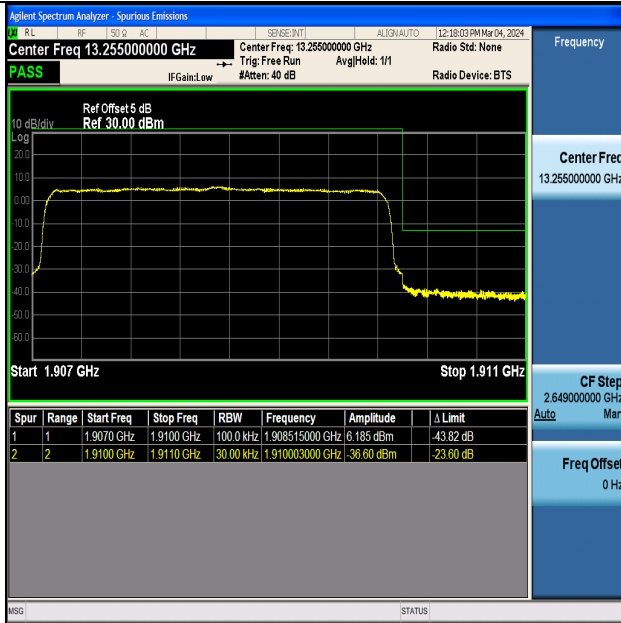 Agilent Spectrum Analyzer - Spurious Emissions
RL RF 50 Ω AC SENSE:INT ALIGN AUTO 12:18:03 PM Mar 04, 2024
Center Freq 13.255000000 GHz
Center Freq: 13.255000000 GHz
Radio Std: None
Trig: Free Run Avg|Hold: 1/1
PASS
IFGain:Low
#Atten: 40 dB
Radio Device: BTS
Frequency
Ref Offset 5 dB
10 dB/div Ref 30.00 dBm
Log
20.0
10.0
0.00
-10.0
-20.0
-30.0
-40.0
-50.0
-60.0
Start 1.907 GHz
Stop 1.911 GHz
Spur Range Start Freq Stop Freq RBW Frequency Amplitude Δ Limit
1 1 1.9070 GHz 1.9100 GHz 100.0 kHz 1.908515000 GHz 6.185 dBm -43.82 dB
2 2 1.9100 GHz 1.9110 GHz 30.00 kHz 1.910003000 GHz -36.60 dBm -23.60 dB
Center Freq
13.255000000 GHz
CF Step
2.649000000 GHz
Auto Man
Freq Offset
0 Hz
MSG
STATUS